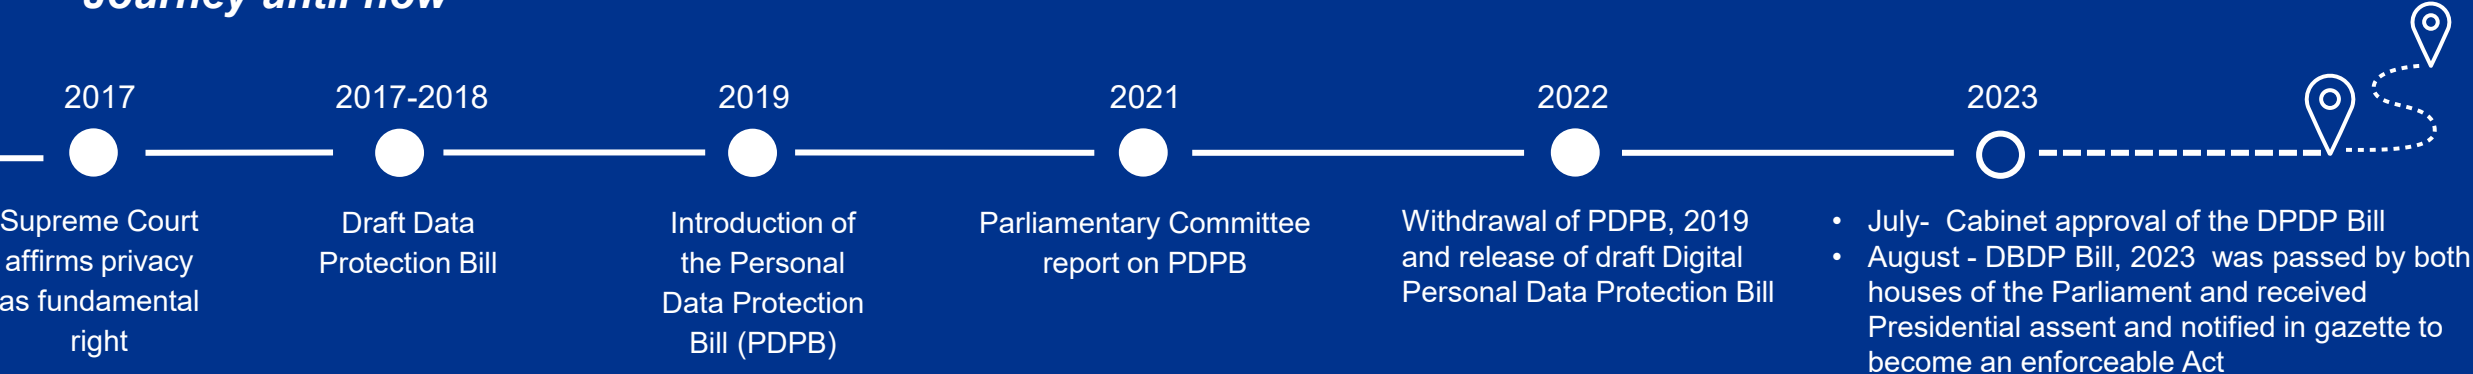 Journey until now
2017
Supreme Court
affirms privacy
as fundamental
right
2017-2018
Draft Data
Protection Bill
2019
Introduction of
the Personal
Data Protection
Bill (PDPB)
2021
Parliamentary Committee
report on PDPB
2022
Withdrawal of PDPB, 2019
and release of draft Digital
Personal Data Protection Bill
2023
• July- Cabinet approval of the DPDP Bill
• August - DBDP Bill, 2023 was passed by both
houses of the Parliament and received
Presidential assent and notified in gazette to
become an enforceable Act